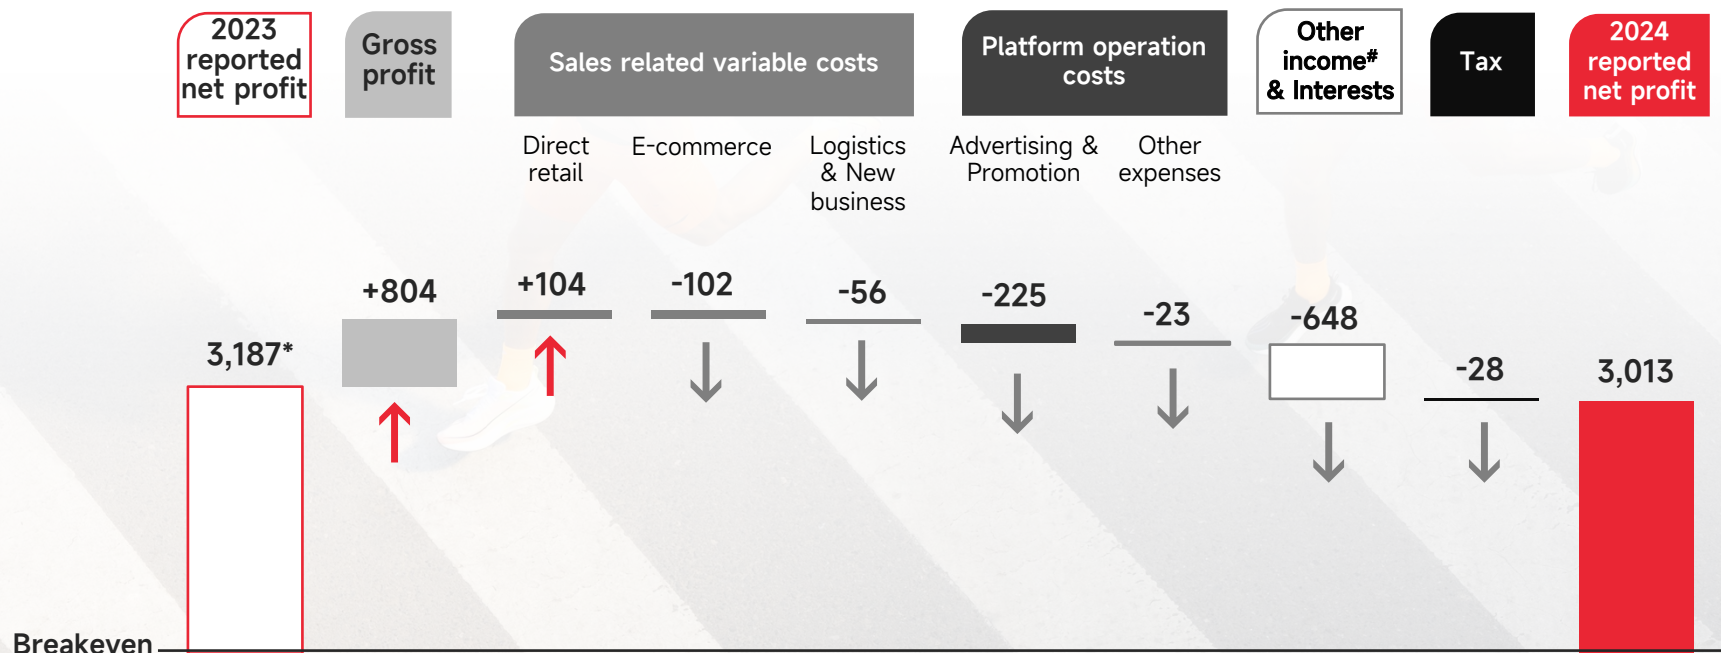 2023
reported
net profit
Gross
profit
Sales related variable costs
Platform operation
costs
Other
income#
& Interests
Tax
2024
reported
net profit
Direct
retail
E-commerce
Logistics
& New
business
Advertising &
Promotion
Other
expenses
3,187*
+804
+104
-102
-56
-225
-23
-648
-28
3,013
Breakeven